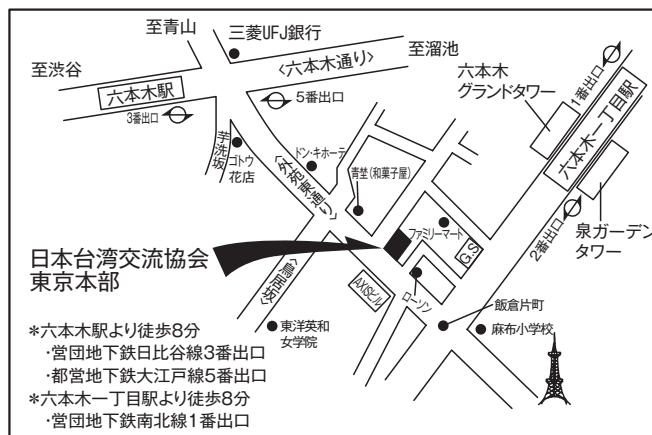 至青山
三菱UFJ銀行
至渋谷
〈六本木通り〉
至溜池
六本木駅
3番出口
5番出口
六本木
グランドタワー
1番出口
六本木一丁目駅
芋洗坂
ゴトウ
花店
ドン・キホーテ
〈外苑東通り〉
青埜(和菓子屋)
ファミリーマート
G.S
2番出口
泉ガーデン
タワー
日本台湾交流協会
東京本部
〈鳥居坂〉
AXISビル
ローソン
飯倉片町
麻布小学校
東洋英和
女学院
*六本木駅より徒歩8分
・営団地下鉄日比谷線3番出口
・都営地下鉄大江戸線5番出口
*六本木一丁目駅より徒歩8分
・営団地下鉄南北線1番出口